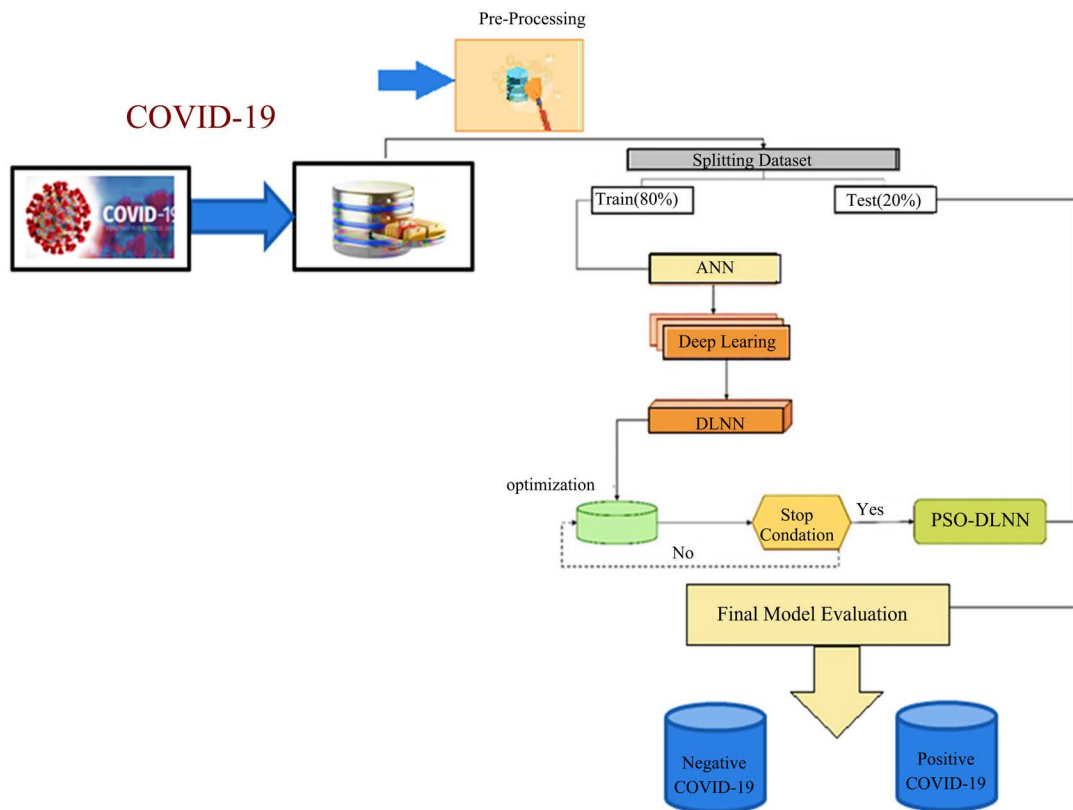 Pre-Processing
COVID-19
COVID-19
Splitting Dataset
Train(80%)
Test(20%)
ANN
Deep Learing
DLNN
optimization
Stop
Condation
Yes
No
PSO-DLNN
Final Model Evaluation
Negative
COVID-19
Positive
COVID-19